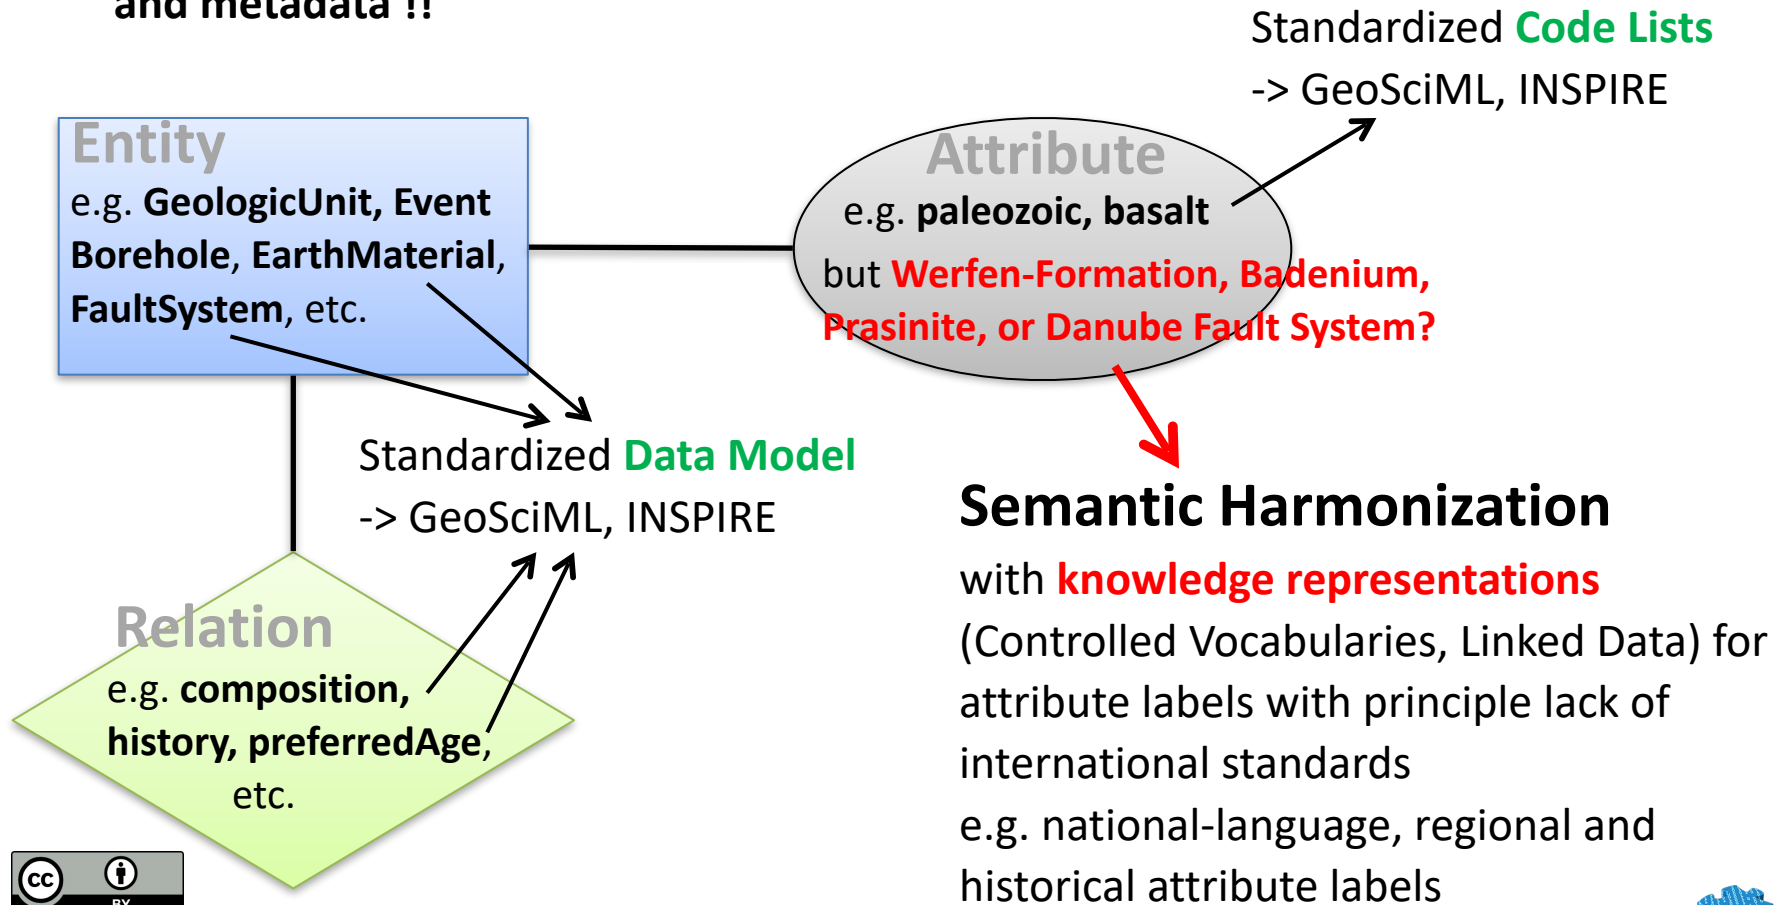 and metadata !!
Standardized Code Lists
-> GeoSciML, INSPIRE
Entity
e.g. GeologicUnit, Event
Borehole, EarthMaterial,
FaultSystem, etc.
Attribute
e.g. paleozoic, basalt
but Werfen-Formation, Badenium,
Prasinite, or Danube Fault System?
Standardized Data Model
-> GeoSciML, INSPIRE
Relation
e.g. composition,
history, preferredAge,
etc.
Semantic Harmonization
with knowledge representations
(Controlled Vocabularies, Linked Data) for
attribute labels with principle lack of
international standards
e.g. national-language, regional and
historical attribute labels
cc
BY